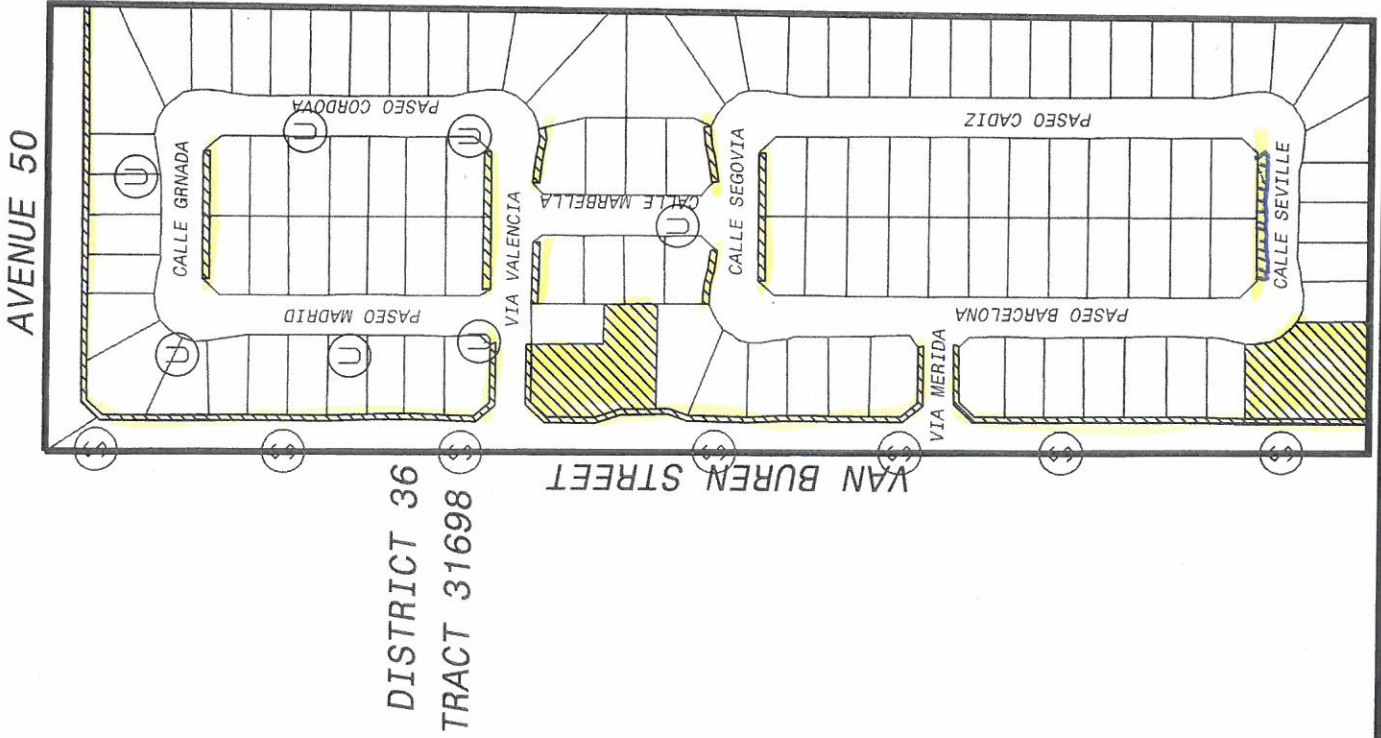 AVENUE 50
CALLE GRNADA
PASEO CORDOVA
U
U
U
PASEO MADRID
U
U
U
VIA VALENCIA
CALLE MARBELLA
U
CALLE SEGOVIA
PASEO CADIZ
PASEO BARCELONA
CALLE SEVILLE
VIA MERIDA
VAN BUREN STREET
DISTRICT 36
TRACT 31698